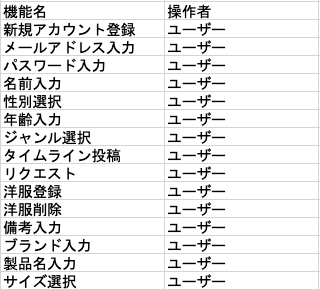 機能名 操作者
新規アカウント登録 ユーザー
メールアドレス入力 ユーザー
パスワード入力 ユーザー
名前入力 ユーザー
性別選択 ユーザー
年齢入力 ユーザー
ジャンル選択 ユーザー
タイムライン投稿 ユーザー
リクエスト ユーザー
洋服登録 ユーザー
洋服削除 ユーザー
備考入力 ユーザー
ブランド入力 ユーザー
製品名入力 ユーザー
サイズ選択 ユーザー